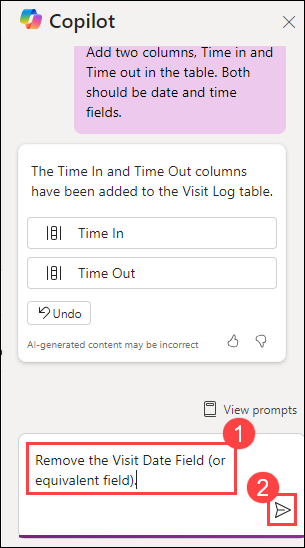 Copilot
Add two columns, Time in and
Time out in the table. Both
should be date and time
fields.
The Time In and Time Out columns
have been added to the Visit Log table.
Time In
Time Out
Undo
AI-generated content may be incorrect
View prompts
1
Remove the Visit Date Field (or
equivalent field).
2